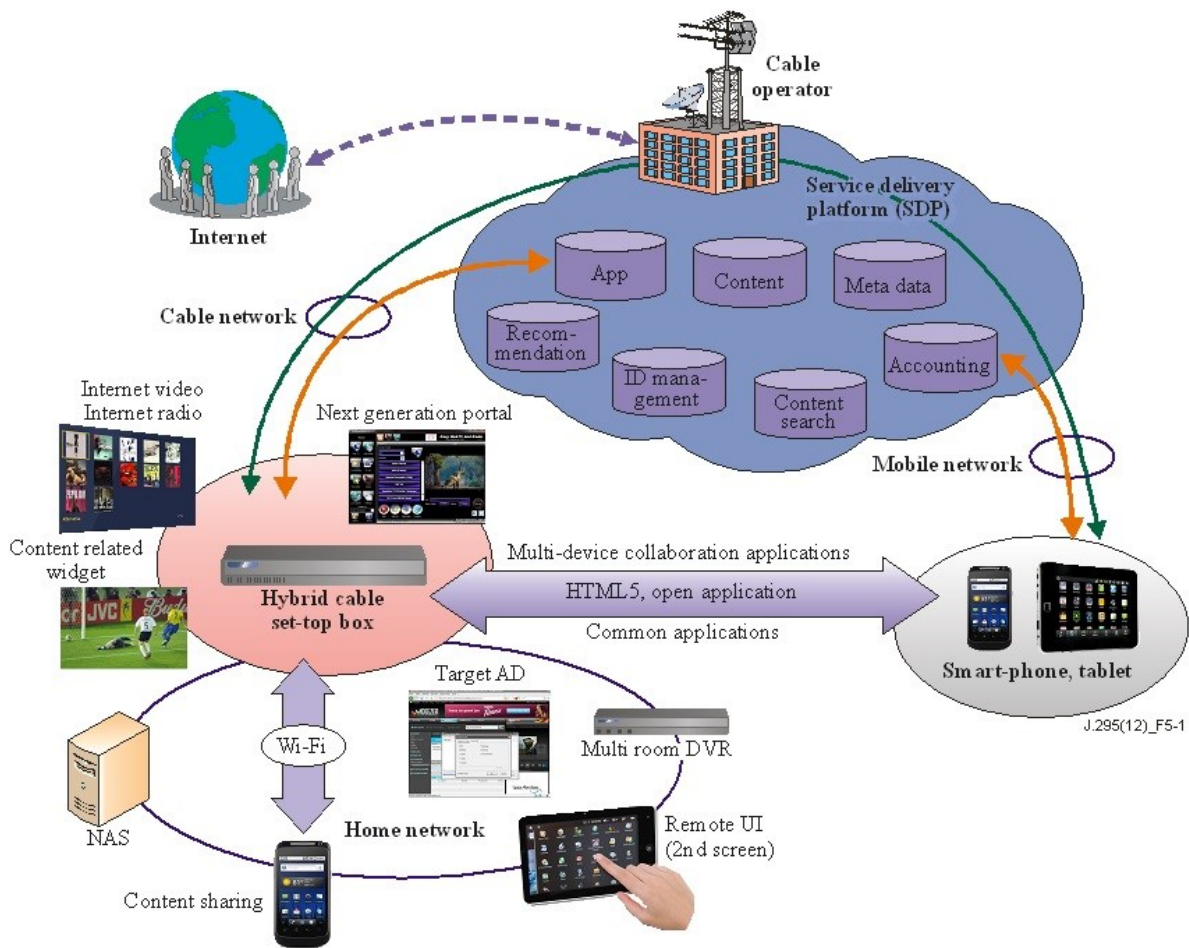 Cable
operator
Service delivery
platform (SDP)
Internet
App
Content
Meta data
Cable network
Recom-
mendation
Accounting
ID mana-
gement
Content
search
Internet video
Internet radio
Next generation portal
Mobile network
Content related
widget
JVC
Multi-device collaboration applications
HTML5, open application
Common applications
Hybrid cable
set-top box
Smart-phone, tablet
J.295(12)_F5-1
Target AD
Wi-Fi
Multi room DVR
NAS
Home network
Remote UI
(2nd screen)
Content sharing